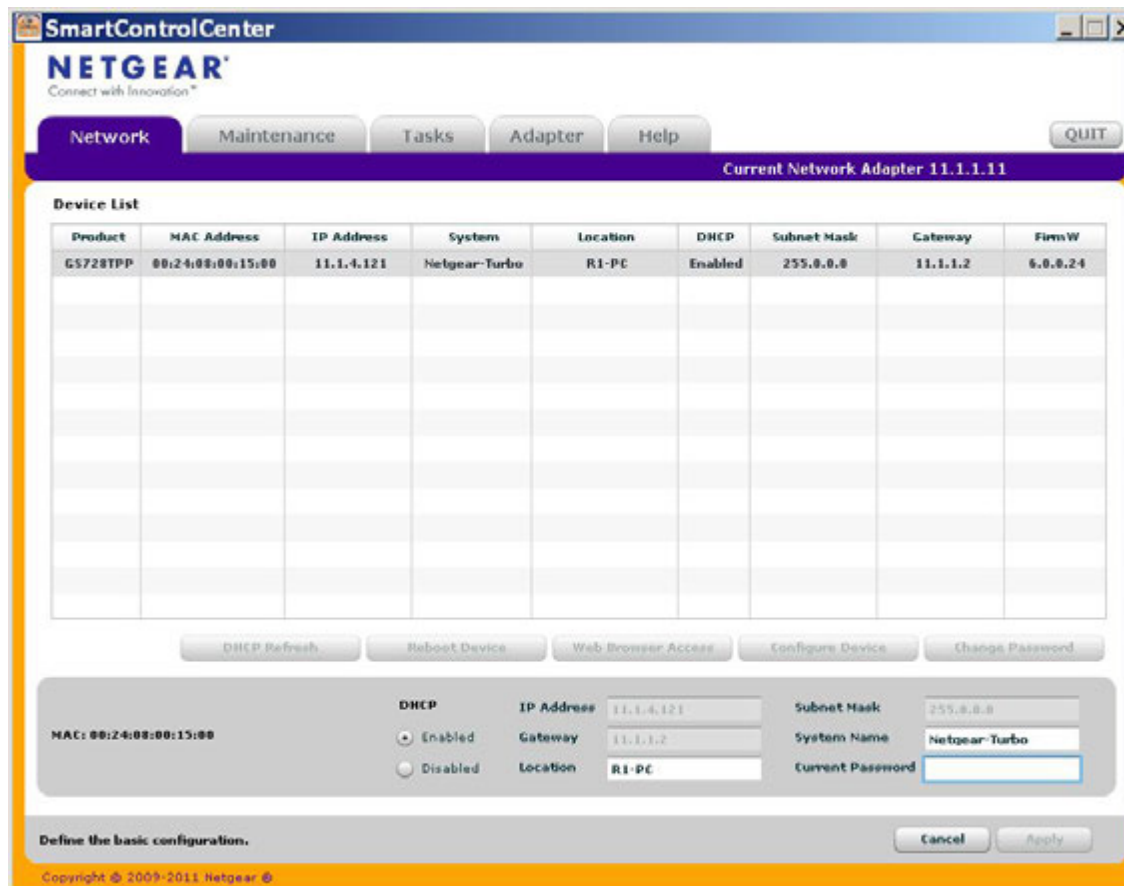 SmartControlCenter
NETGEAR®
Connect with Innovation™
Network Maintenance Tasks Adapter Help QUIT
Current Network Adapter 11.1.1.11
Device List
Product MAC Address IP Address System Location DHCP Subnet Mask Gateway FirmW
GS728TPP 00:24:08:00:15:00 11.1.4.121 Netgear-Turbo R1-PC Enabled 255.0.0.0 11.1.1.2 6.0.0.24
DHCP Refresh Reboot Device Web Browser Access Configure Device Change Password
DHCP IP Address 11.1.4.121 Subnet Mask 255.0.0.0
MAC: 00:24:08:00:15:00 Enabled Gateway 11.1.1.2 System Name Netgear-Turbo
Disabled Location R1-PC Current Password
Define the basic configuration. Cancel Apply
Copyright © 2009-2011 Netgear ®